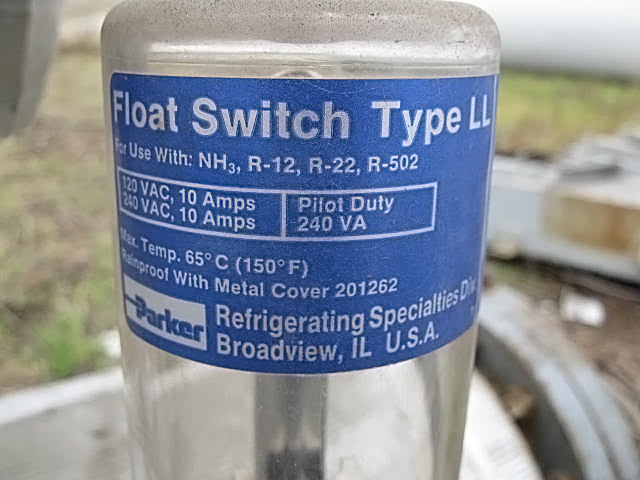 Float Switch Type LL
For Use With: NH₃, R-12, R-22, R-502
120 VAC, 10 Amps
240 VAC, 10 Amps
Pilot Duty
240 VA
Max. Temp. 65°C (150°F)
Rainproof With Metal Cover 201262
Parker
Refrigerating Specialties Div.
Broadview, IL U.S.A.